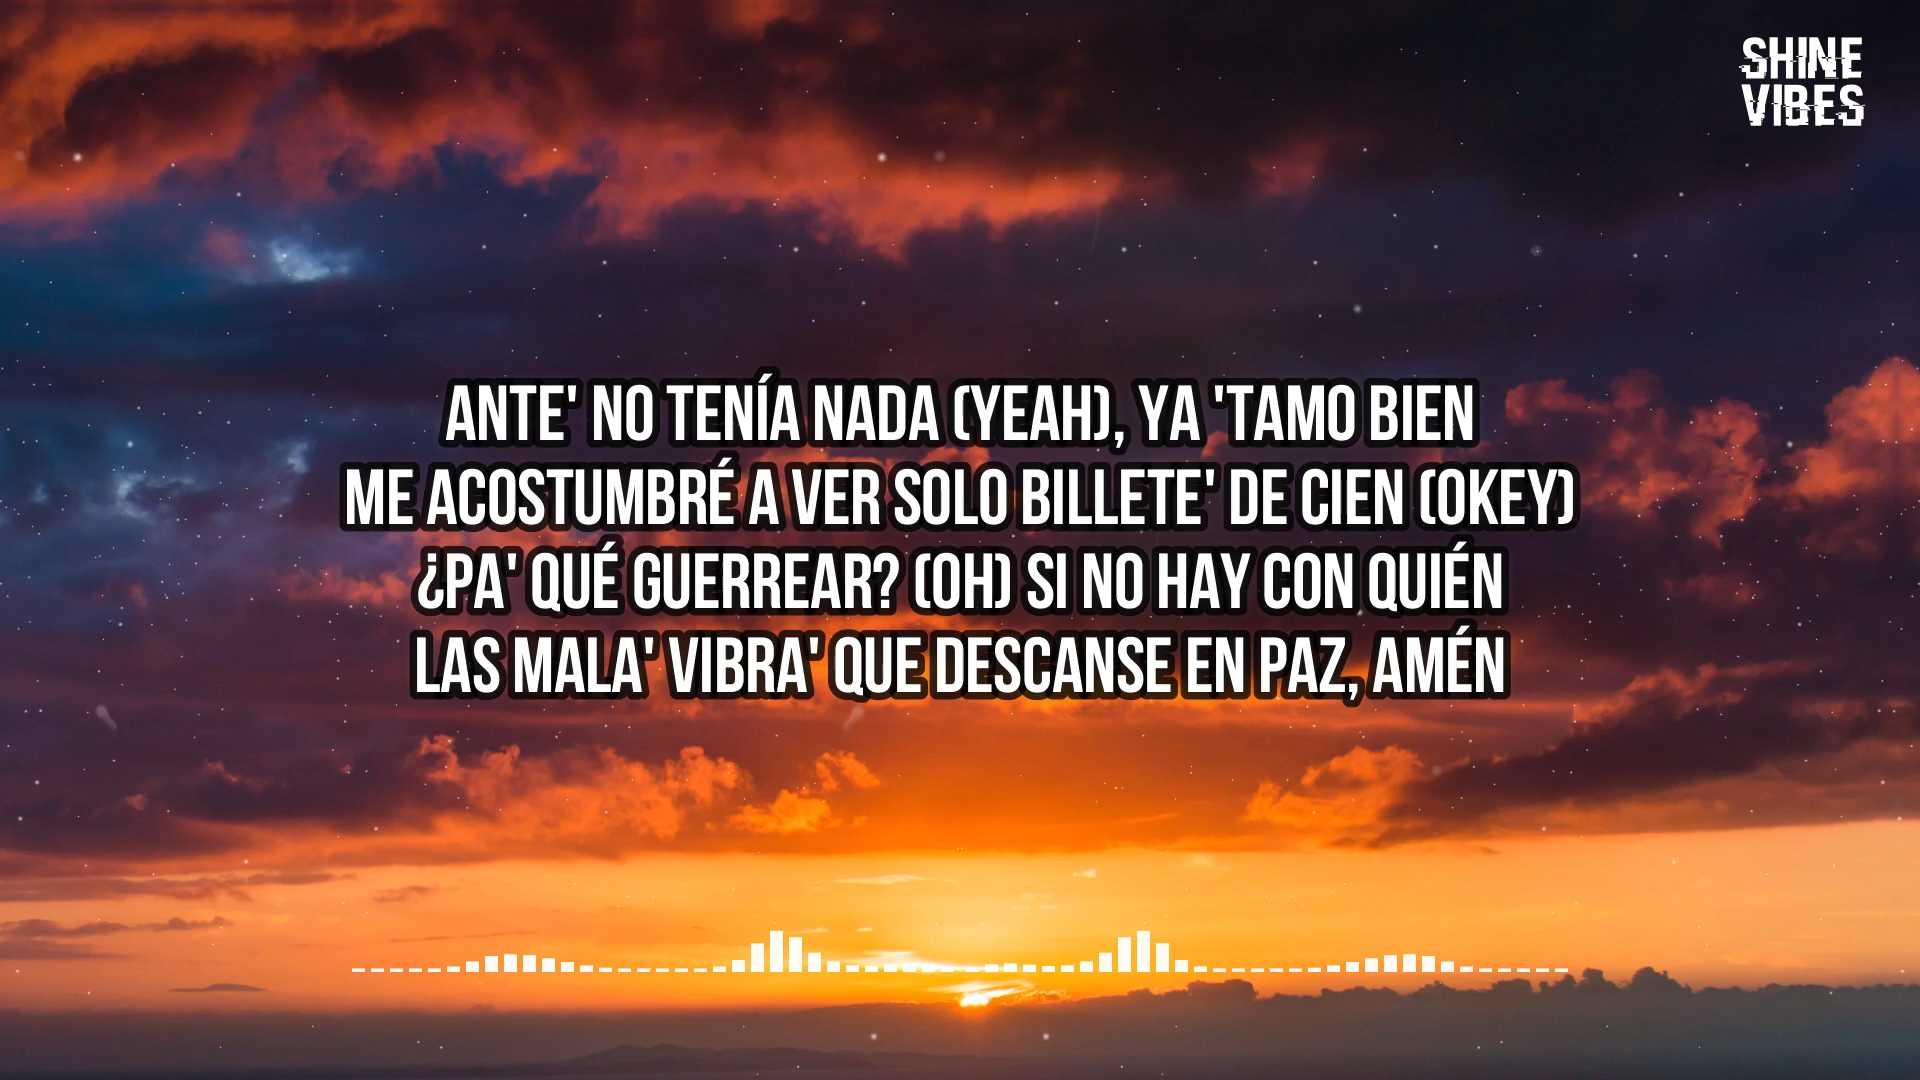 SHINE
VIBES
ANTE' NO TENÍA NADA (YEAH), YA 'TAMO BIEN
ME ACOSTUMBRÉ A VER SOLO BILLETE' DE CIEN (OKEY)
¿PA' QUÉ GUERREAR? (OH) SI NO HAY CON QUIÉN
LAS MALA' VIBRA' QUE DESCANSE EN PAZ, AMÉN